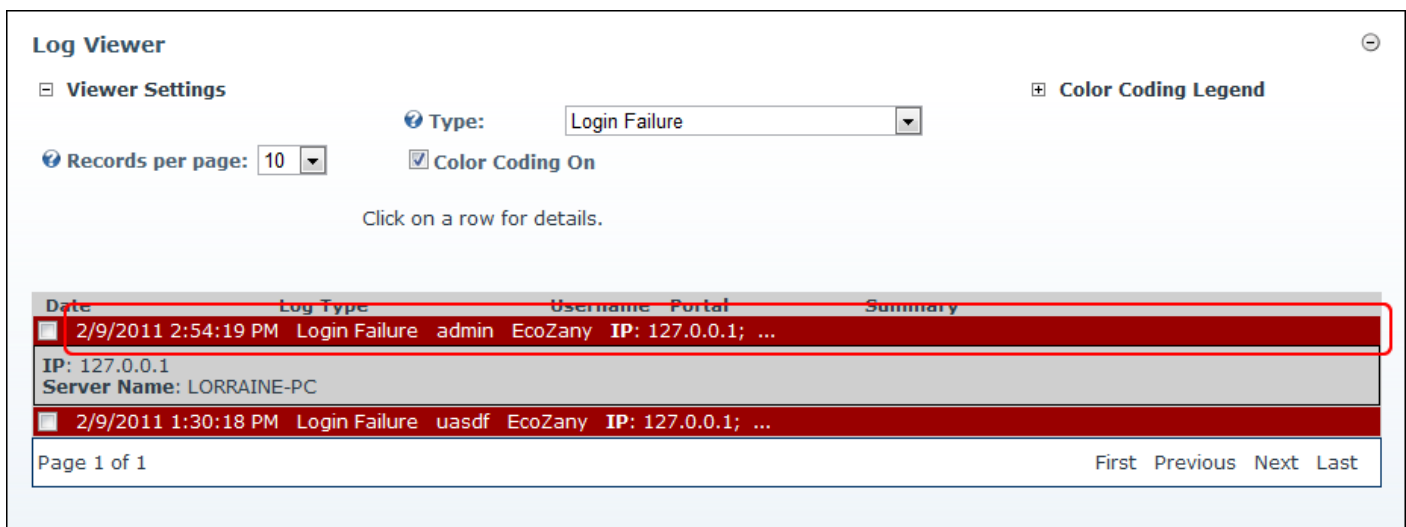 Log Viewer
Viewer Settings
Color Coding Legend
Type: Login Failure
Records per page: 10
Color Coding On
Click on a row for details.
Date Log Type Username Portal Summary
2/9/2011 2:54:19 PM Login Failure admin EcoZany IP: 127.0.0.1; ...
IP: 127.0.0.1
Server Name: LORRAINE-PC
2/9/2011 1:30:18 PM Login Failure uasdf EcoZany IP: 127.0.0.1; ...
Page 1 of 1 First Previous Next Last